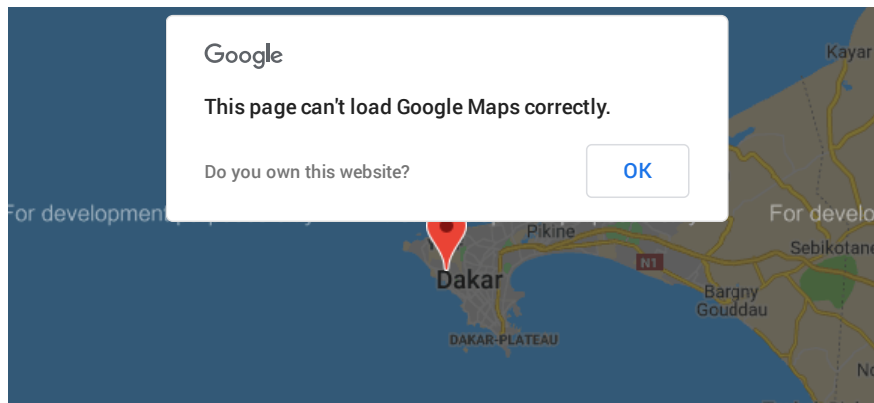 Google
This page can't load Google Maps correctly.
Do you own this website?
OK
Kayar
For development
For develo
Pikine
Sebikotane
N1
Dakar
Bargny
Gouddau
DAKAR-PLATEAU